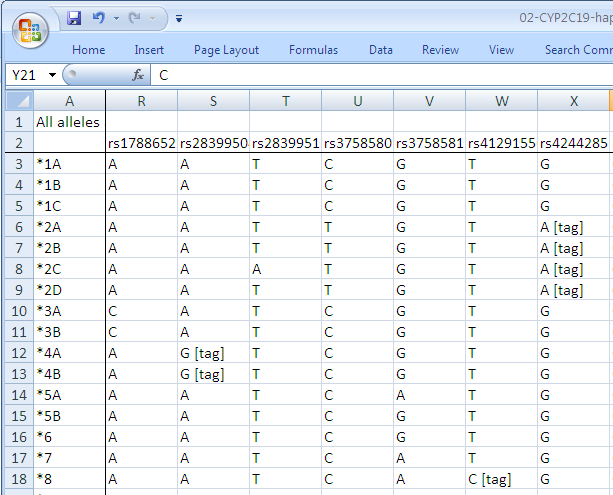 02-CYP2C19-hap
Home Insert Page Layout Formulas Data Review View Search Comm
Y21 fx C
A R S T U V W X
1 All alleles
2 rs1788652 rs2839950 rs2839951 rs3758580 rs3758581 rs4129155 rs4244285
3 *1A A A T C G T G
4 *1B A A T C G T G
5 *1C A A T C G T G
6 *2A A A T T G T A [tag]
7 *2B A A T T G T A [tag]
8 *2C A A A T G T A [tag]
9 *2D A A T T G T A [tag]
10 *3A C A T C G T G
11 *3B C A T C G T G
12 *4A A G [tag] T C G T G
13 *4B A G [tag] T C G T G
14 *5A A A T C A T G
15 *5B A A T C G T G
16 *6 A A T C G T G
17 *7 A A T C A T G
18 *8 A A T C A C [tag] G